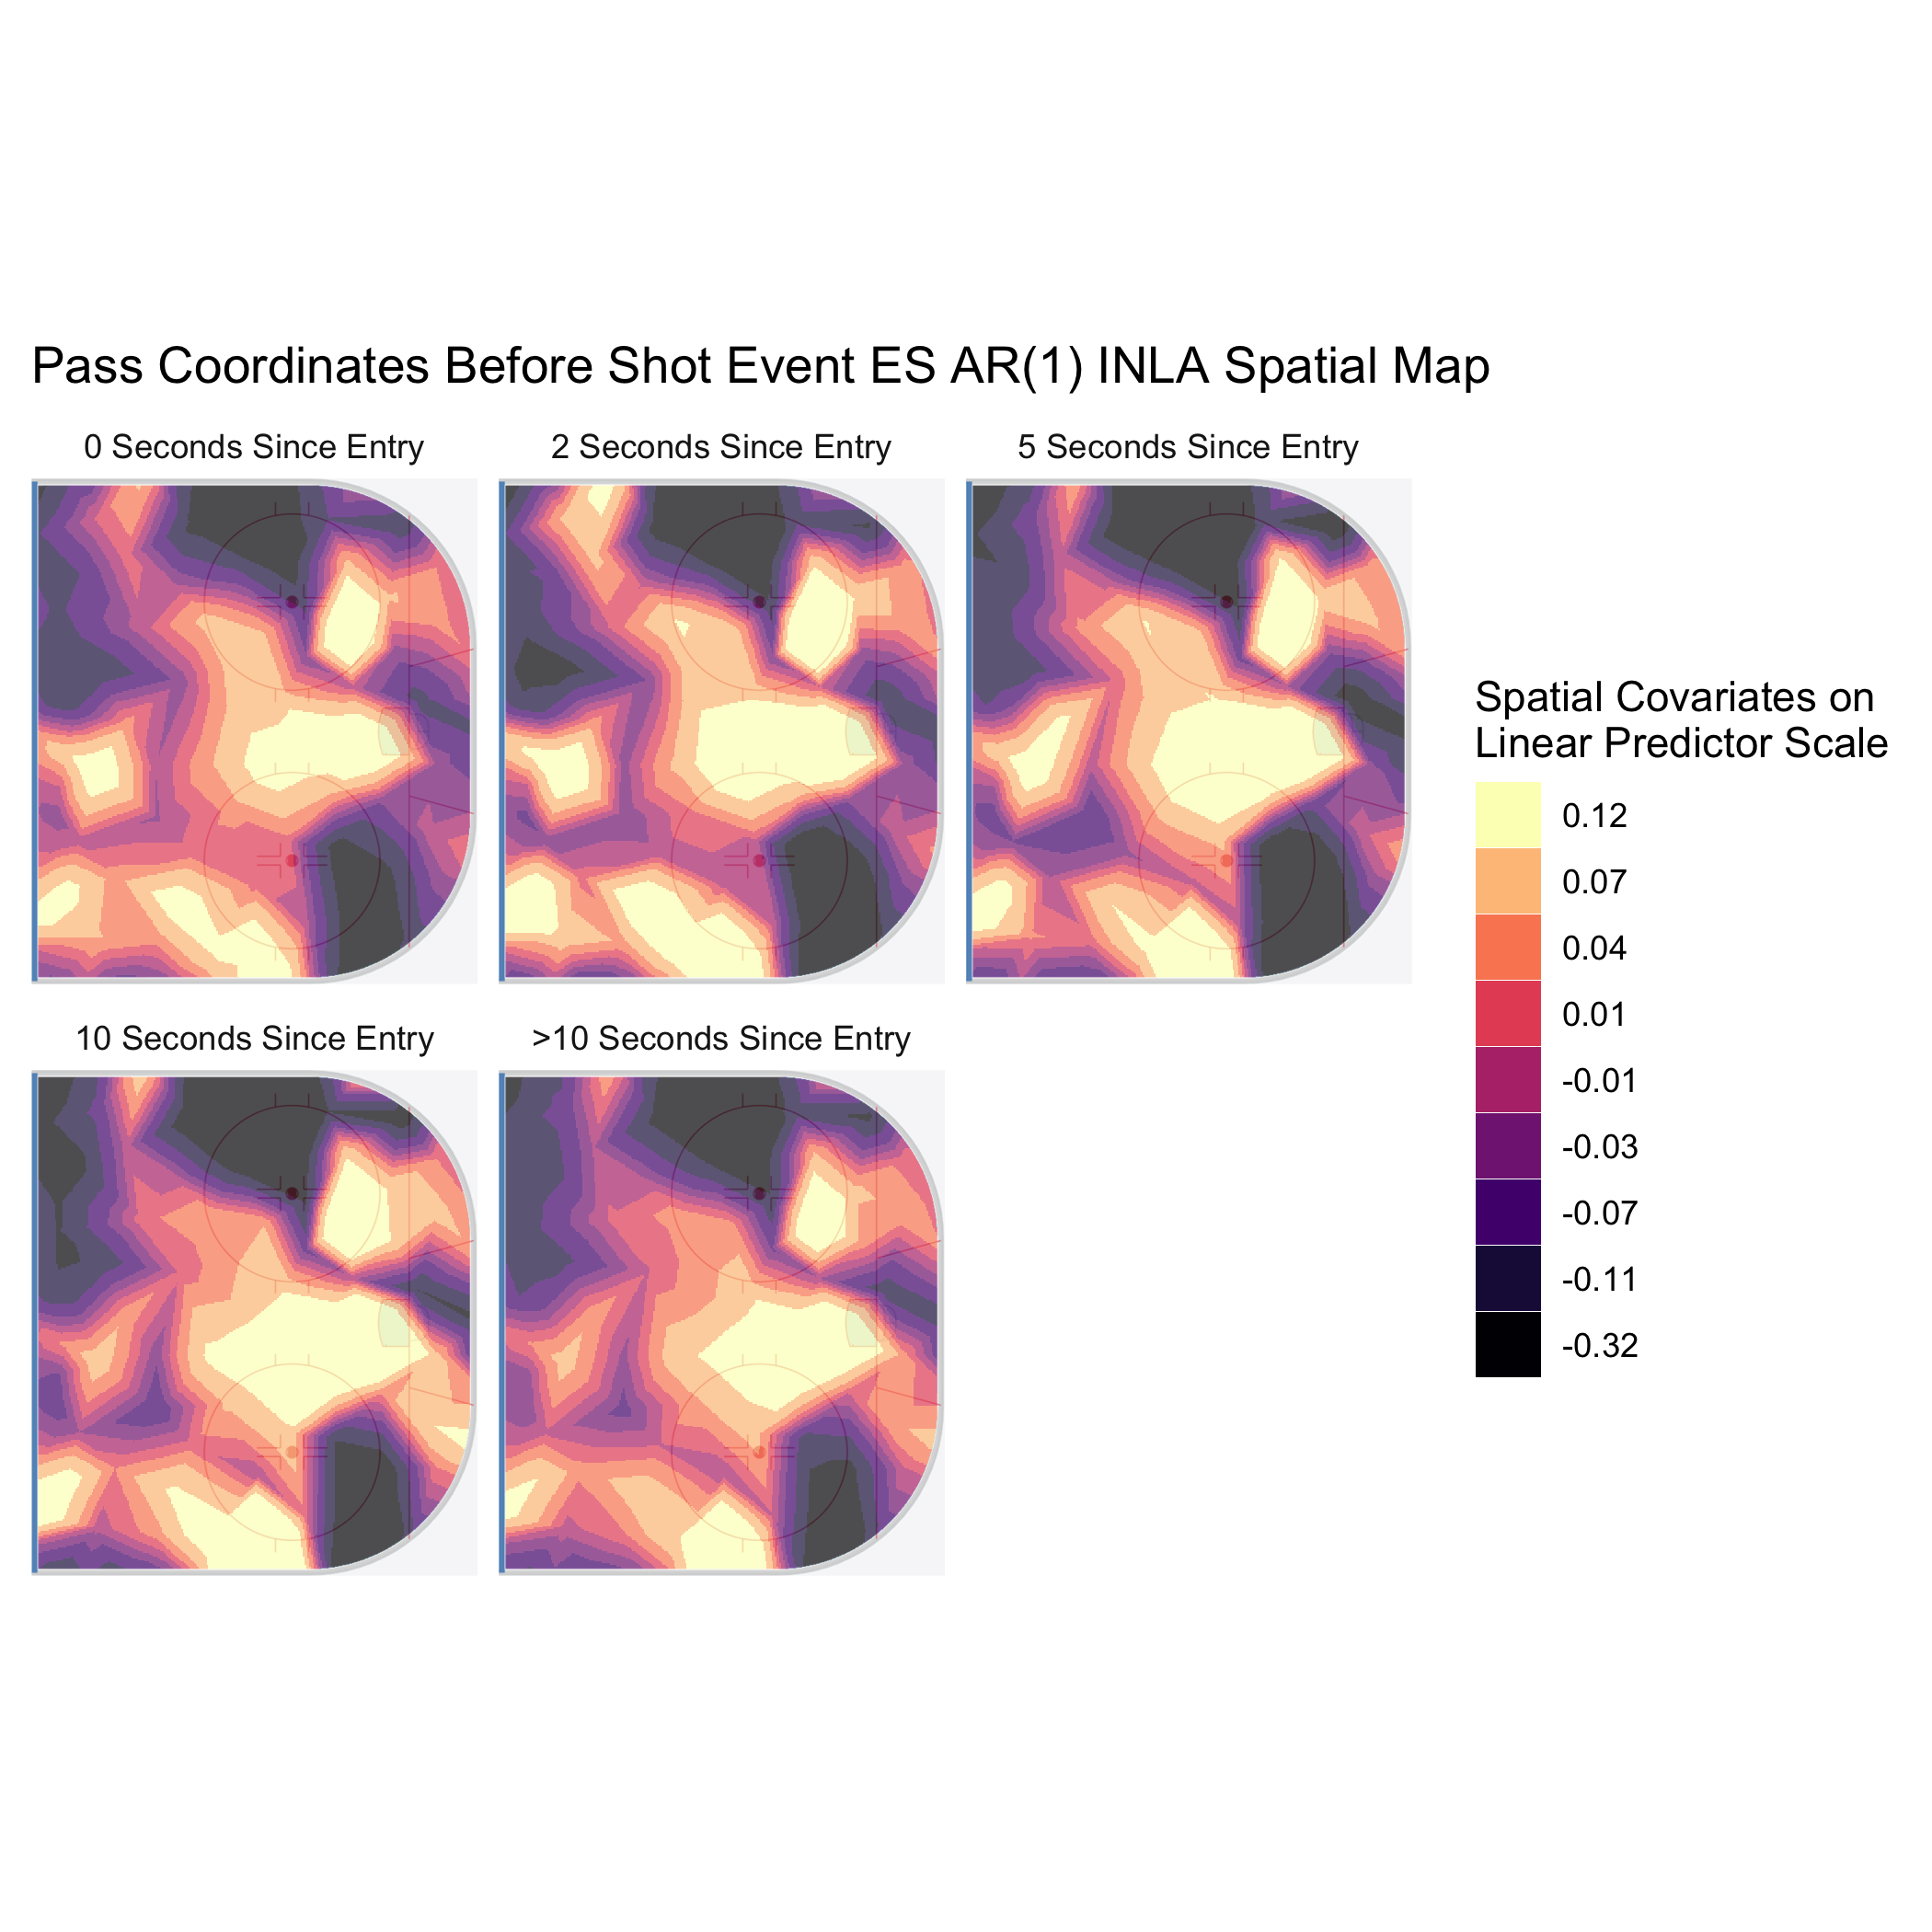 Pass Coordinates Before Shot Event ES AR(1) INLA Spatial Map
0 Seconds Since Entry
2 Seconds Since Entry
5 Seconds Since Entry
10 Seconds Since Entry
>10 Seconds Since Entry
Spatial Covariates on
Linear Predictor Scale
0.12
0.07
0.04
0.01
-0.01
-0.03
-0.07
-0.11
-0.32